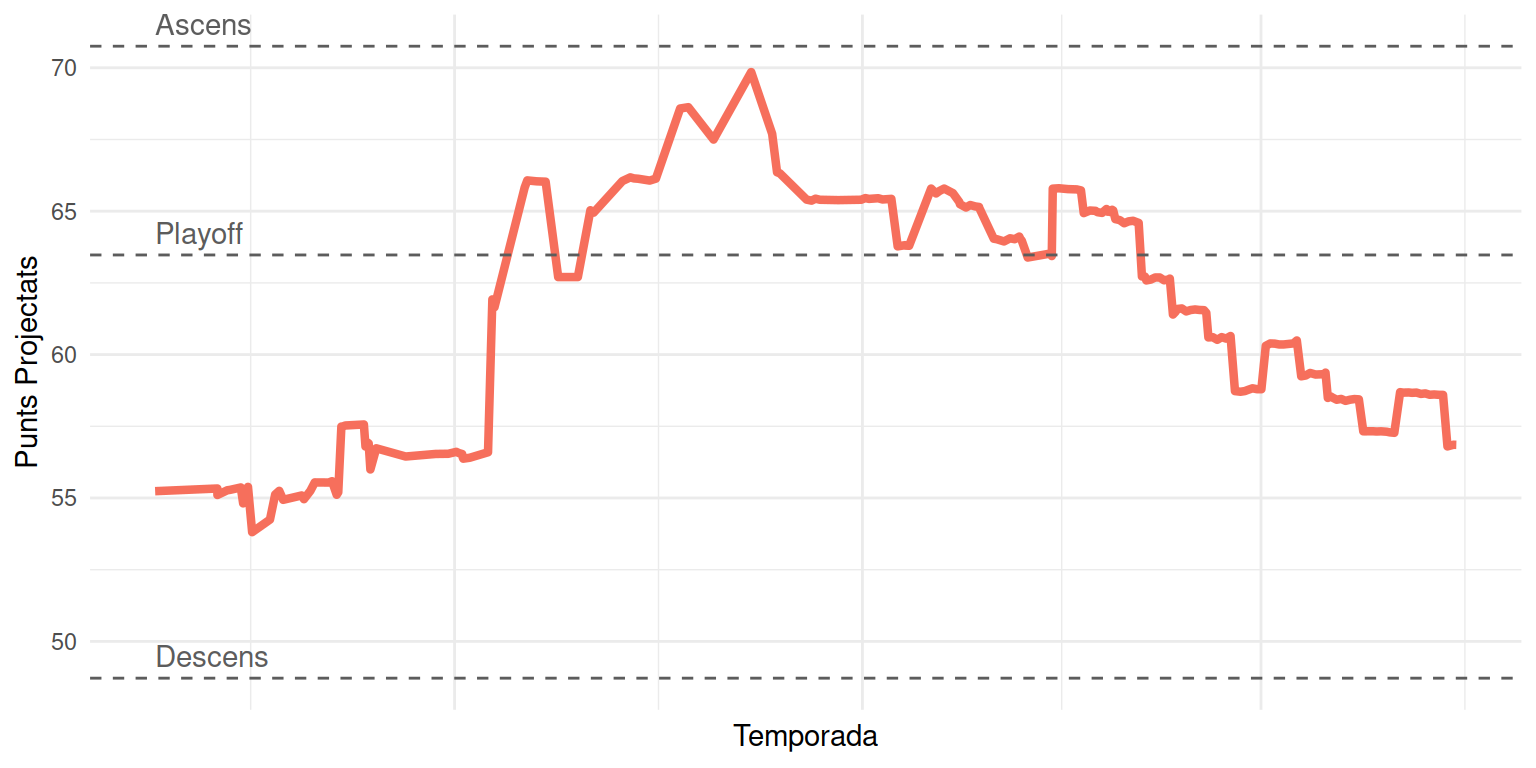 Ascens
70
65
Playoff
Punts Projectats
60
55
50
Descens
Temporada